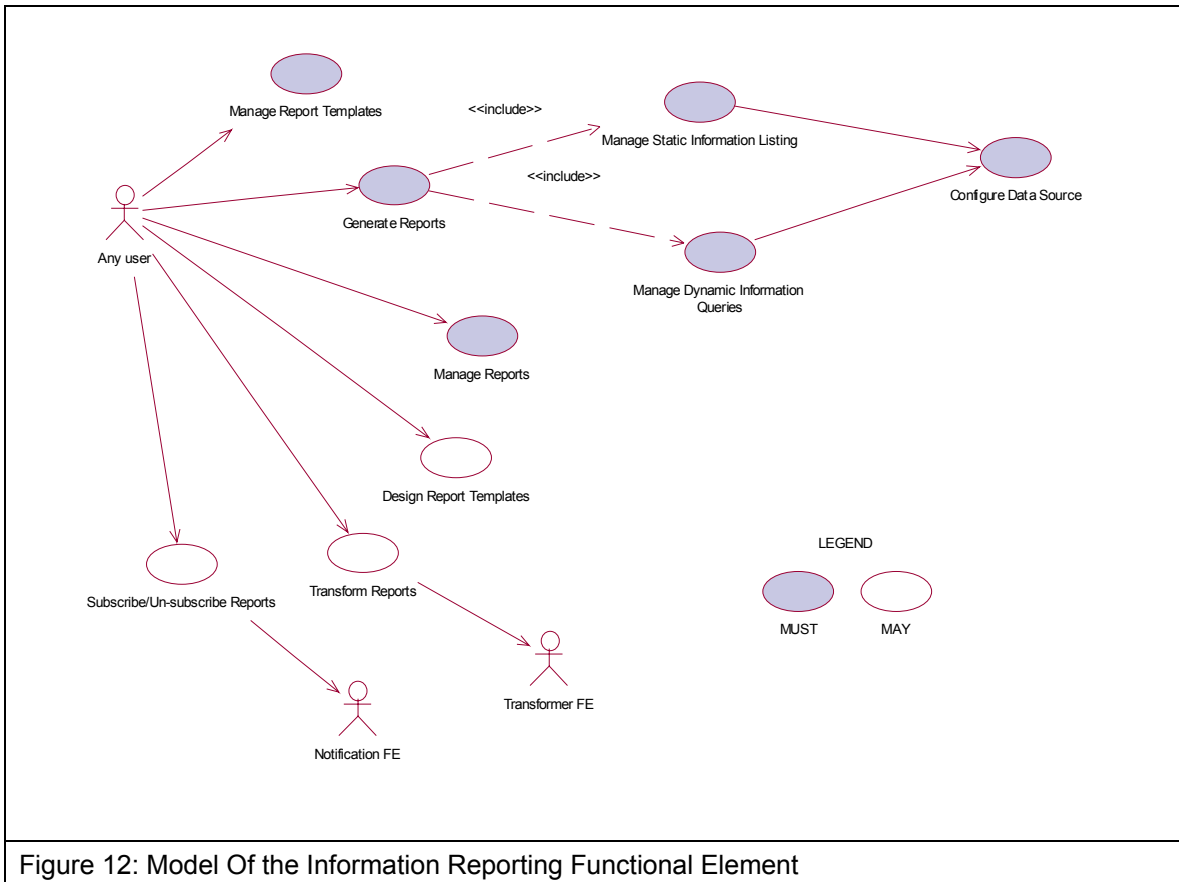 Manage Report Templates
<<include>>
Manage Static Information Listing
<<include>>
Configure Data Source
Generate Reports
Any user
Manage Dynamic Information
Queries
Manage Reports
Design Report Templates
LEGEND
Subscribe/Un-subscribe Reports
Transform Reports
MUST
MAY
Transformer FE
Notification FE
Figure 12: Model Of the Information Reporting Functional Element